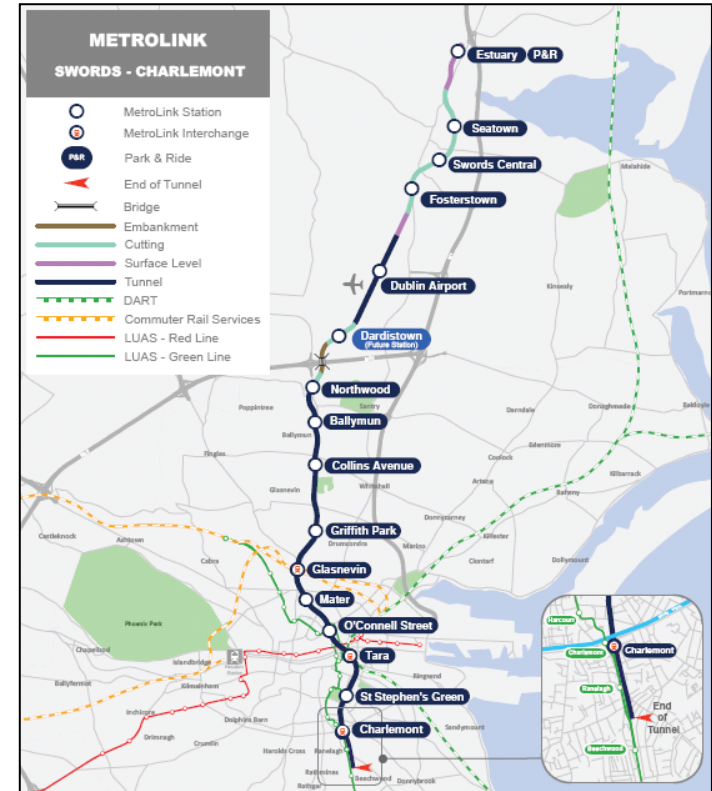 METROLINK
SWORDS - CHARLEMONT
MetroLink Station
MetroLink Interchange
P&R
Park & Ride
End of Tunnel
Bridge
Embankment
Cutting
Surface Level
Tunnel
DART
Commuter Rail Services
LUAS - Red Line
LUAS - Green Line
Estuary P&R
Seatown
Swords Central
Malahide
Fosterstown
Dublin Airport
Kinsealy
Portmarno
Dardistown
(Future Station)
Northwood
Santry
Poppintree
Ballymun
Darndale
Donaghmede
Baldoyle
Ballymun
Finglas
Edenmore
Collins Avenue
Coolock
Kilbarrack
Glasnevin
Whitehall
Artane
Raheny
Donnycarney
Griffith Park
Drumcondra
Killester
Castleknock
Ashtown
Marino
Cabra
Clontarf
Dollymount
Glasnevin
Mater
Phoenix Park
O'Connell Street
Chapelizod
Islandbridge
Tara
Ballyfermot
Kilmainham
Ringsend
St Stephen's Green
Inchicore
Dolphins Barn
Drimnagh
Crumlin
Harolds Cross
Ranelagh
Charlemont
Sandymount
Rathmines
Beechwood
Rathgar
Donnybrook
Harcourt
Charlemont
Charlemont
Ranelagh
End
of
Tunnel
Beechwood